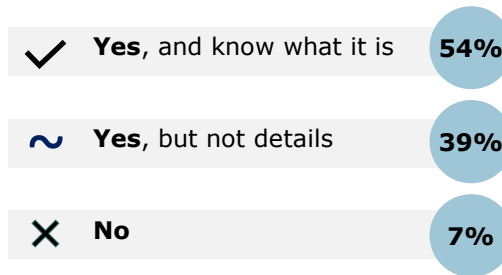 Yes, and know what it is 54%
~ Yes, but not details 39%
No 7%